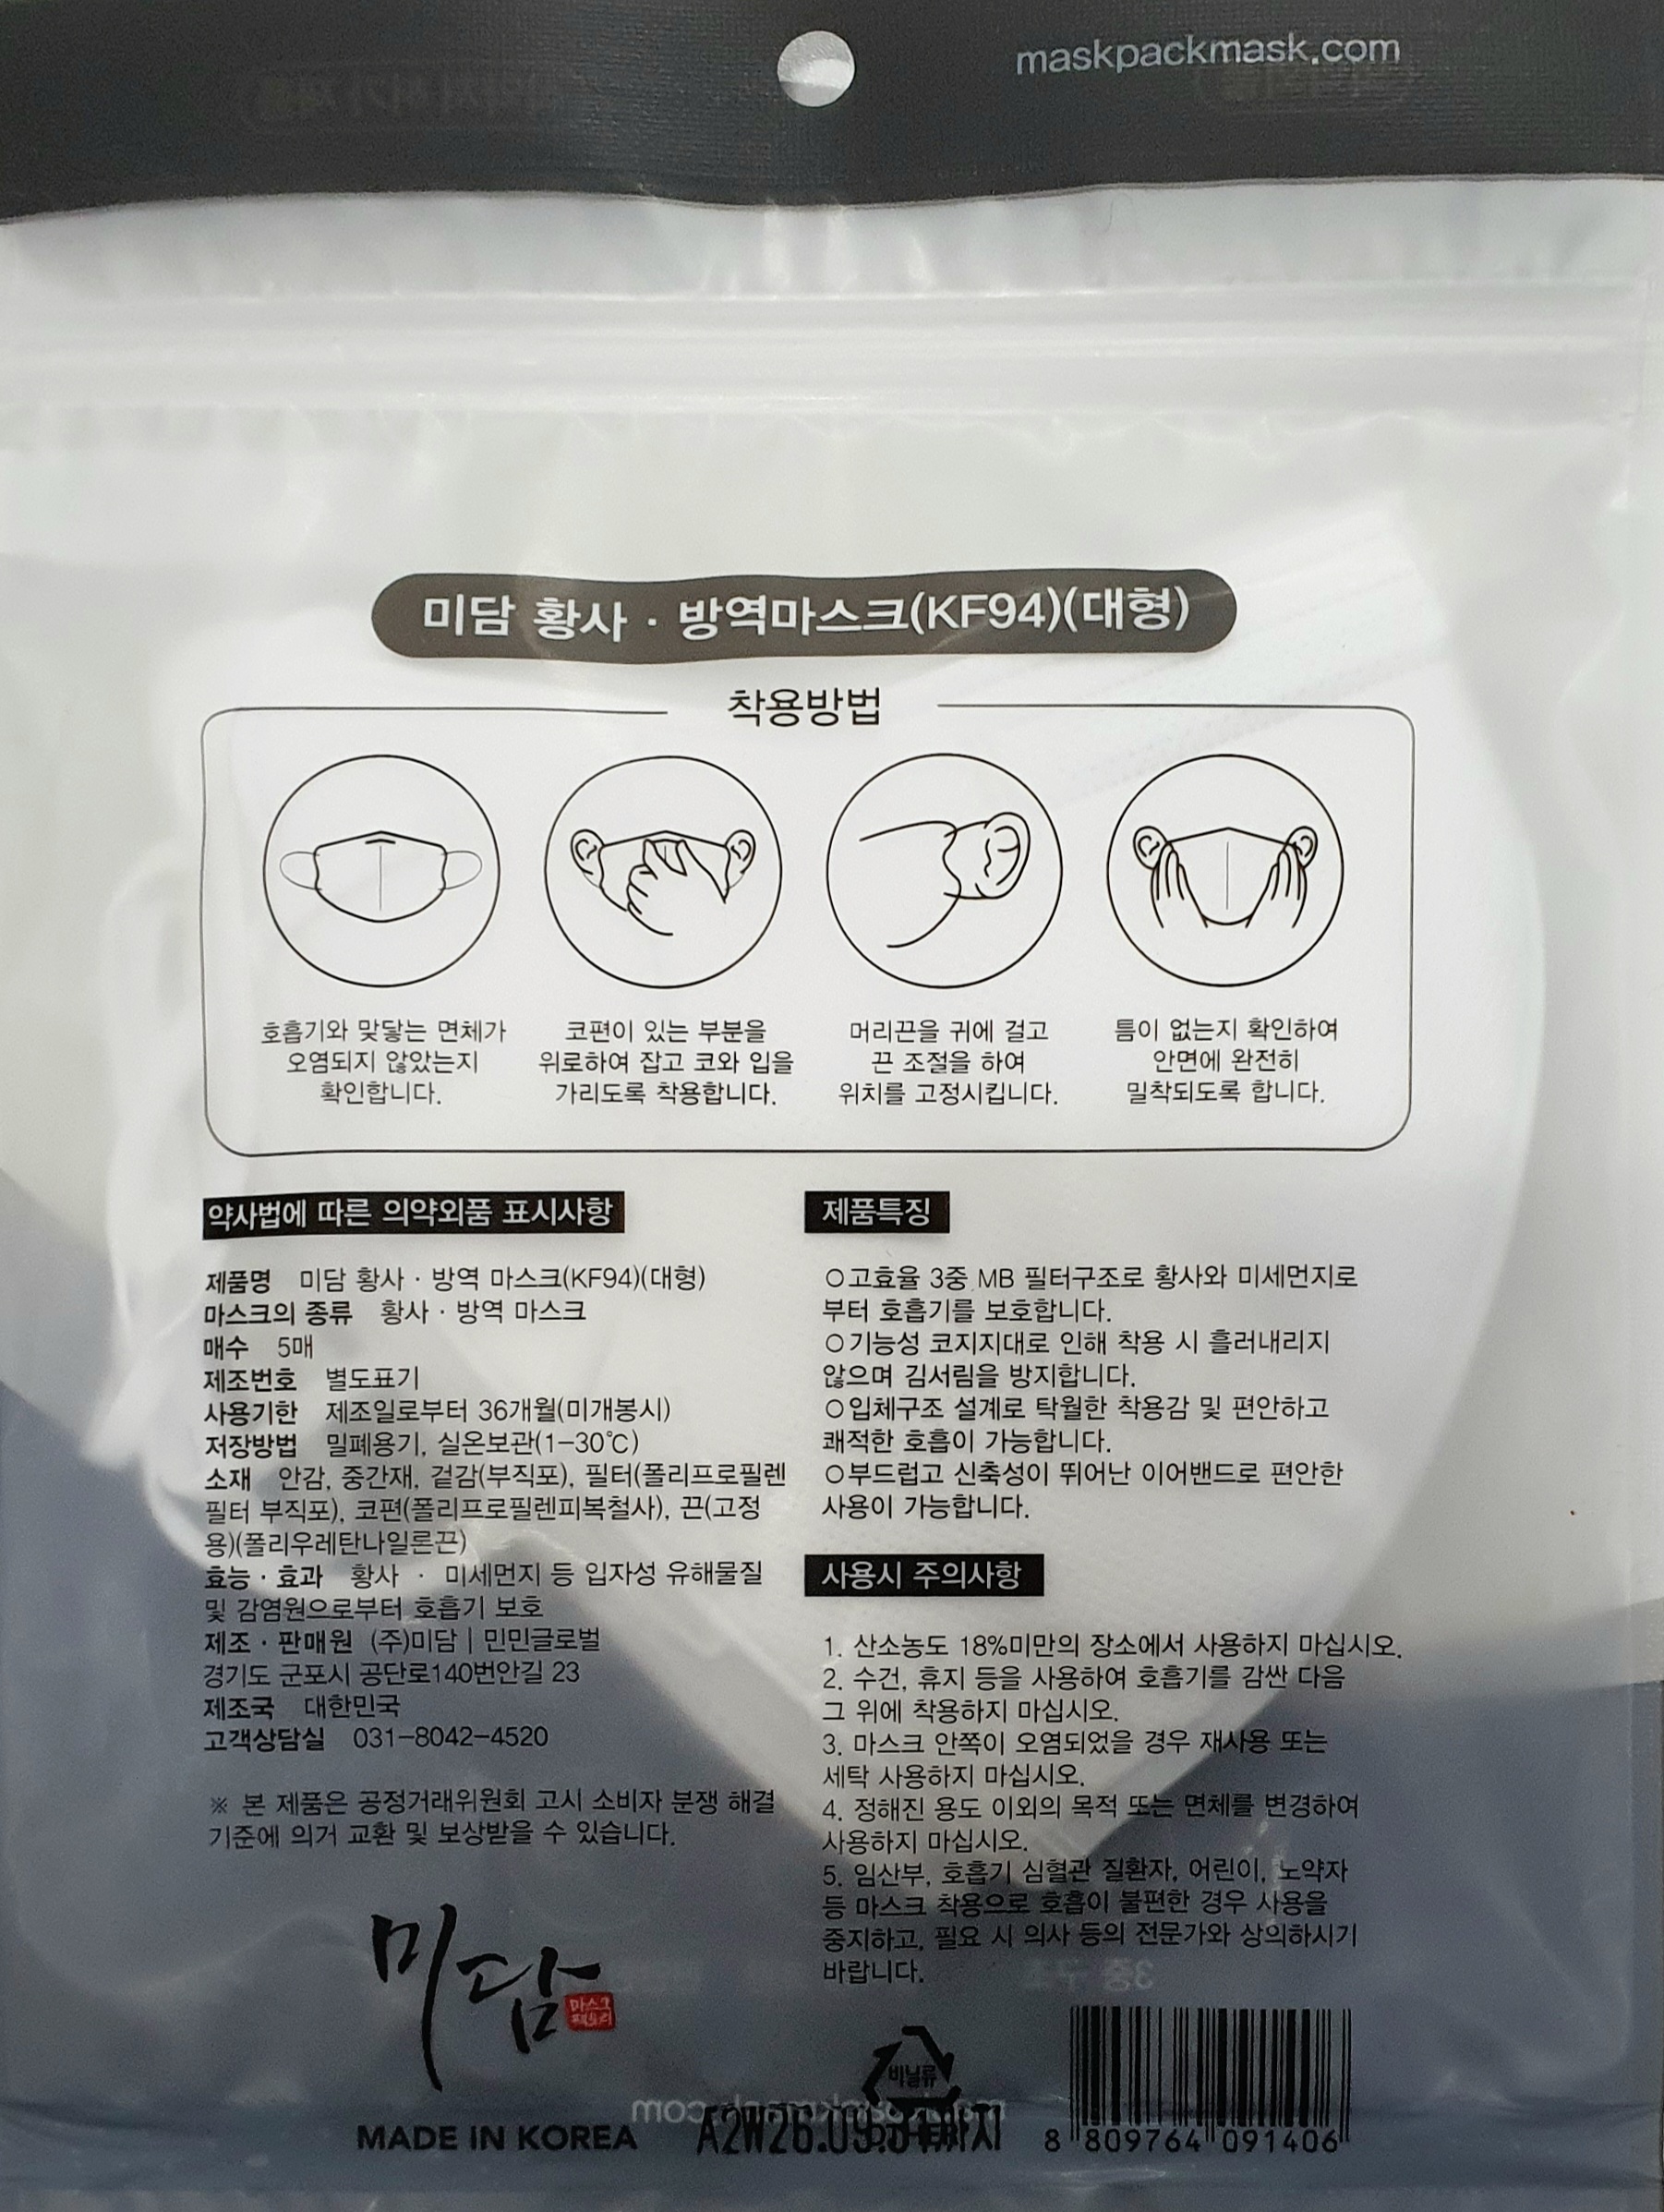 maskpackmask.com
미담 황사 · 방역마스크(KF94)(대형)
착용방법
호흡기와 맞닿는 면체가
오염되지 않았는지
확인합니다.
코편이 있는 부분을
위로하여 잡고 코와 입을
가리도록 착용합니다.
머리끈을 귀에 걸고
끈 조절을 하여
위치를 고정시킵니다.
틈이 없는지 확인하여
안면에 완전히
밀착되도록 합니다.
약사법에 따른 의약외품 표시사항
제품명 미담 황사 · 방역 마스크(KF94)(대형)
마스크의 종류 황사 · 방역 마스크
매수 5매
제조번호 별도표기
사용기한 제조일로부터 36개월(미개봉시)
저장방법 밀폐용기, 실온보관(1-30℃)
소재 안감, 중간재, 겉감(부직포), 필터(폴리프로필렌
필터 부직포), 코편(폴리프로필렌피복철사), 끈(고정
용)(폴리우레탄나일론끈)
효능 · 효과 황사 · 미세먼지 등 입자성 유해물질
및 감염원으로부터 호흡기 보호
제조 · 판매원 (주)미담 | 민민글로벌
경기도 군포시 공단로140번안길 23
제조국 대한민국
고객상담실 031-8042-4520
※ 본 제품은 공정거래위원회 고시 소비자 분쟁 해결
기준에 의거 교환 및 보상받을 수 있습니다.
제품특징
○고효율 3중 MB 필터구조로 황사와 미세먼지로
부터 호흡기를 보호합니다.
○기능성 코지지대로 인해 착용 시 흘러내리지
않으며 김서림을 방지합니다.
○입체구조 설계로 탁월한 착용감 및 편안하고
쾌적한 호흡이 가능합니다.
○부드럽고 신축성이 뛰어난 이어밴드로 편안한
사용이 가능합니다.
사용시 주의사항
1. 산소농도 18%미만의 장소에서 사용하지 마십시오.
2. 수건, 휴지 등을 사용하여 호흡기를 감싼 다음
그 위에 착용하지 마십시오.
3. 마스크 안쪽이 오염되었을 경우 재사용 또는
세탁 사용하지 마십시오.
4. 정해진 용도 이외의 목적 또는 면체를 변경하여
사용하지 마십시오.
5. 임산부, 호흡기 심혈관 질환자, 어린이, 노약자
등 마스크 착용으로 호흡이 불편한 경우 사용을
중지하고, 필요 시 의사 등의 전문가와 상의하시기
바랍니다.
미담
마스크
팩토리
MADE IN KOREA
비닐류
A2W26.09.   까지
8 809764 091406